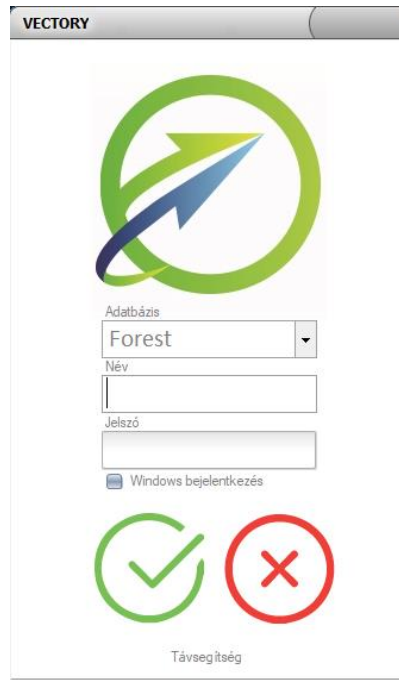 VECTORY
Adatbázis
Forest
Név
Jelszó
Windows bejelentkezés
Távsegítség